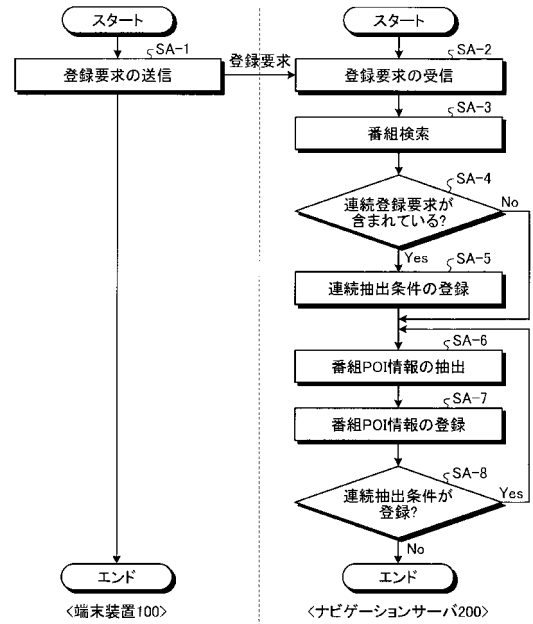 スタート
SA-1
登録要求の送信
登録要求
エンド
<端末装置100>
スタート
SA-2
登録要求の受信
SA-3
番組検索
SA-4
連続登録要求が
含まれている?
No
Yes
SA-5
連続抽出条件の登録
SA-6
番組POI情報の抽出
SA-7
番組POI情報の登録
SA-8
連続抽出条件が
登録?
Yes
No
エンド
<ナビゲーションサーバ200>